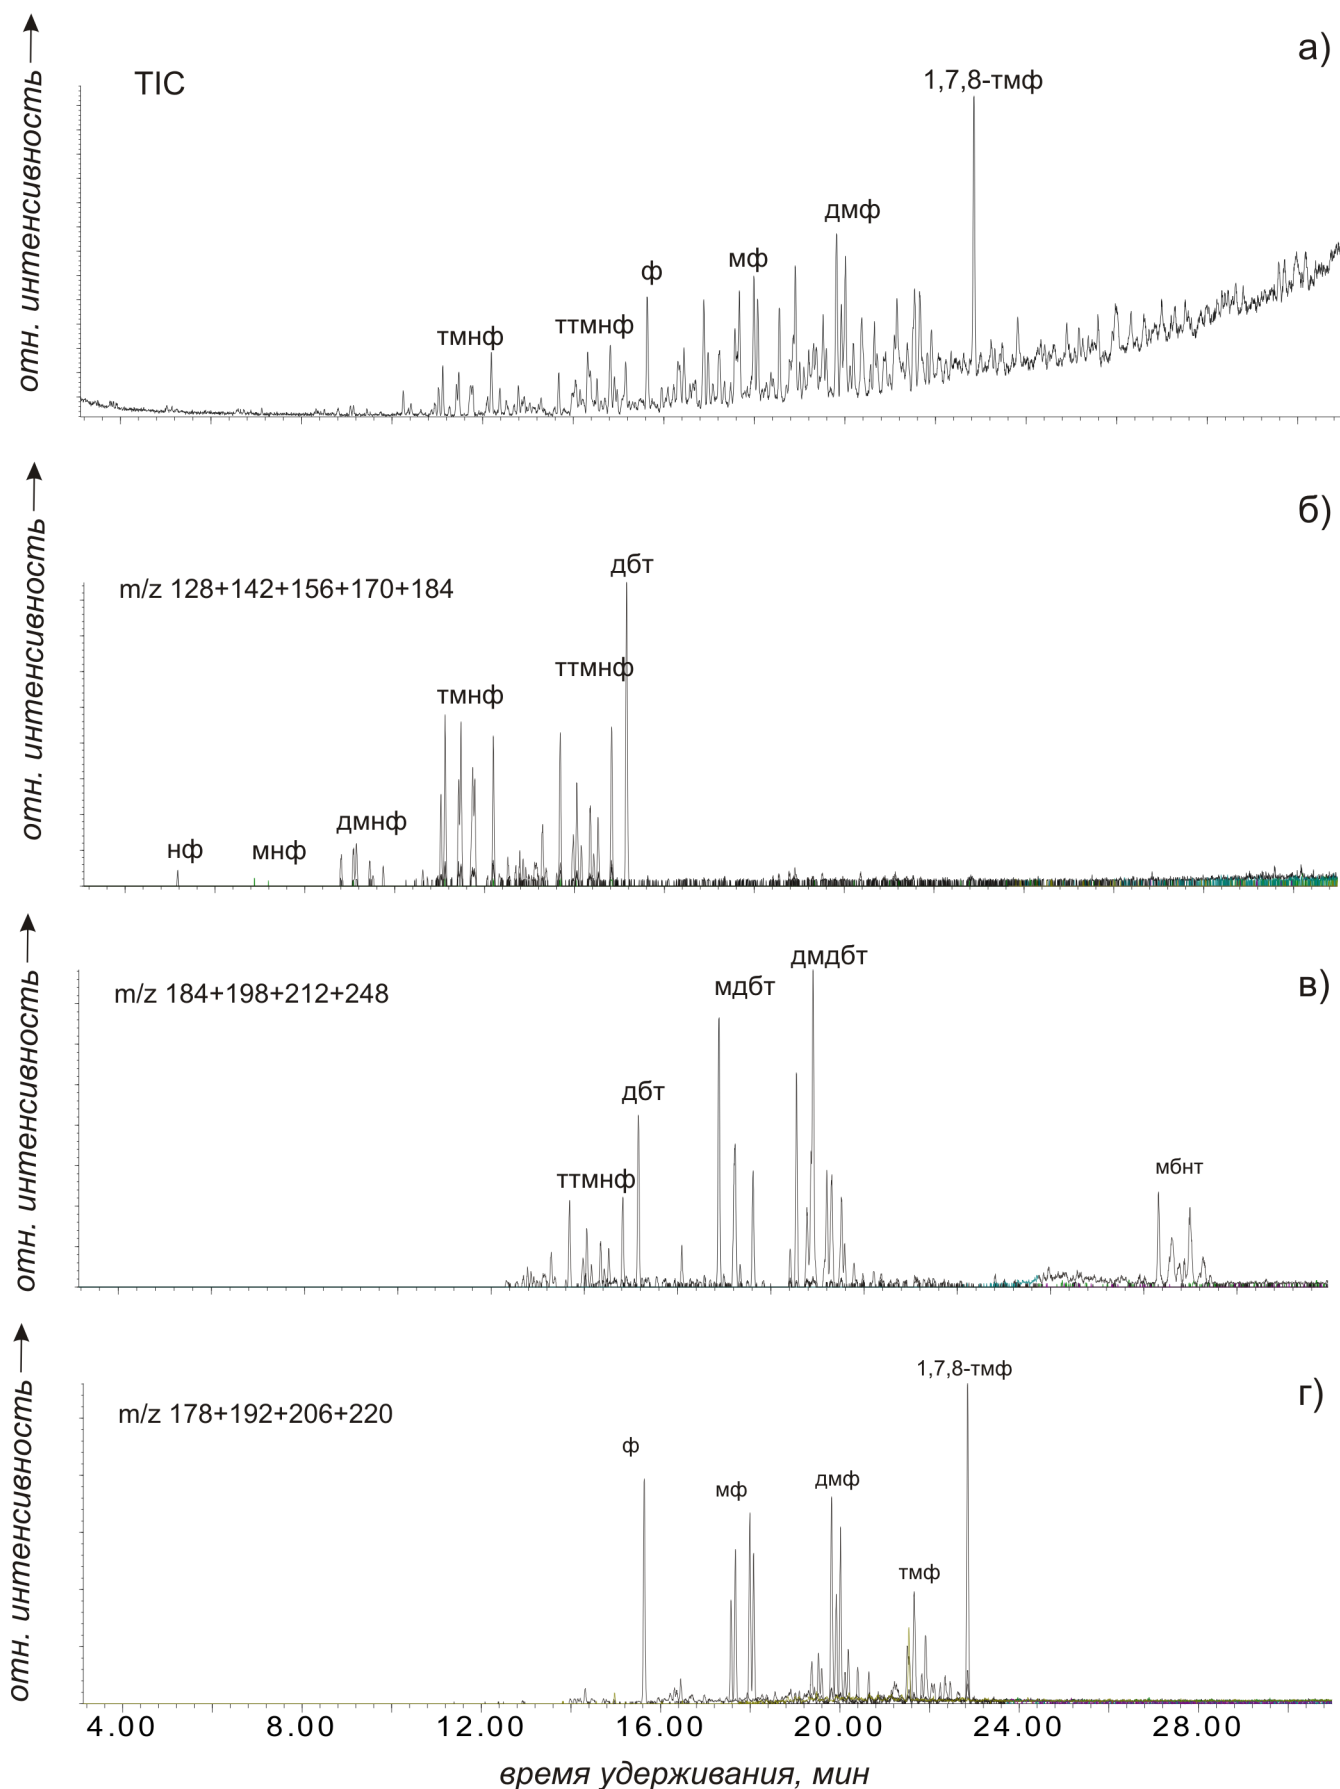 отн. интенсивность
а)
TIC
1,7,8-тмф
дмф
мф
ф
ттмнф
тмнф
отн. интенсивность
б)
m/z 128+142+156+170+184
дбт
ттмнф
тмнф
дмнф
нф
мнф
отн. интенсивность
в)
m/z 184+198+212+248
дмдбт
мдбт
дбт
ттмнф
мбнт
отн. интенсивность
г)
m/z 178+192+206+220
1,7,8-тмф
ф
мф
дмф
тмф
4.00 8.00 12.00 16.00 20.00 24.00 28.00
время удерживания, мин